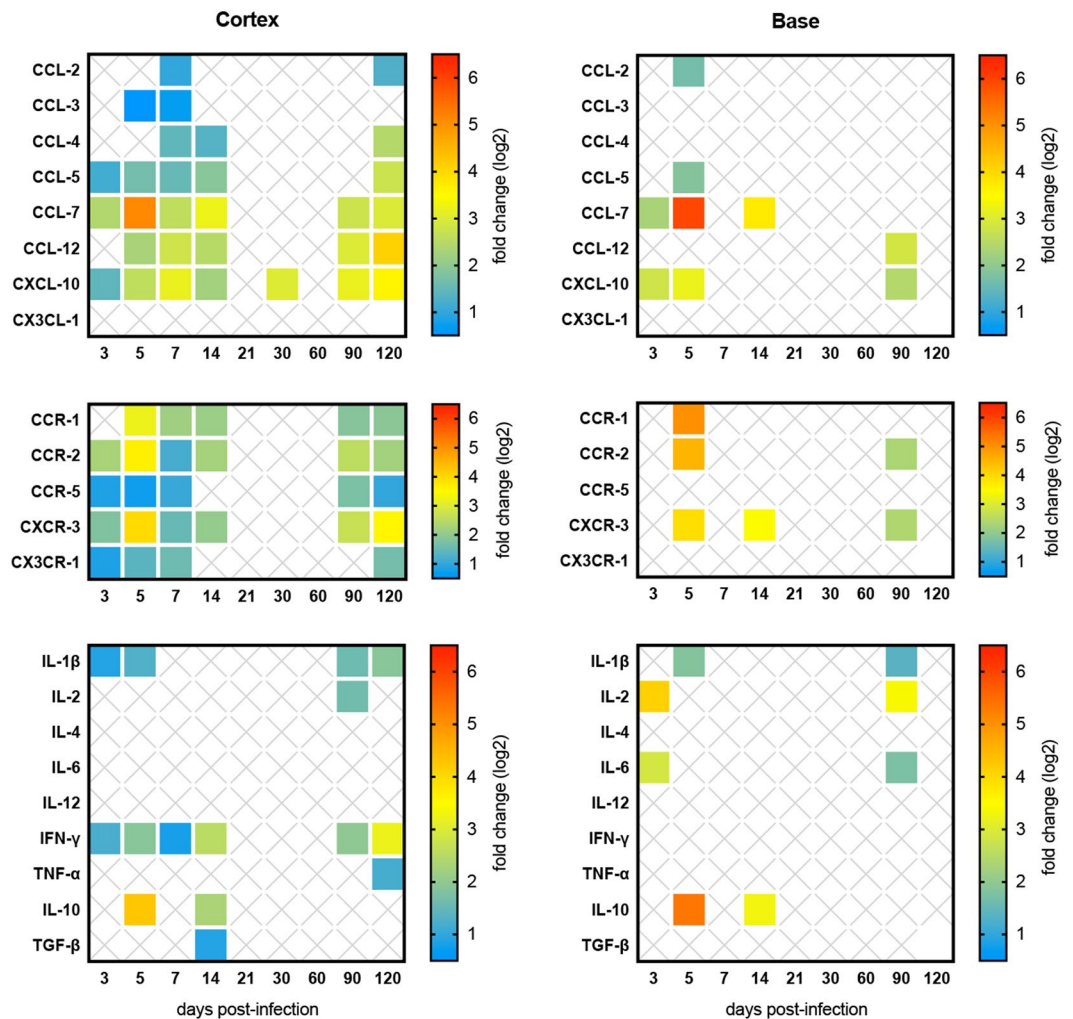 Cortex
CCL-2
CCL-3
CCL-4
CCL-5
CCL-7
CCL-12
CXCL-10
CX3CL-1
3 5 7 14 21 30 60 90 120
6
5
4
3
2
1
fold change (log2)
Base
CCL-2
CCL-3
CCL-4
CCL-5
CCL-7
CCL-12
CXCL-10
CX3CL-1
3 5 7 14 21 30 60 90 120
6
5
4
3
2
1
fold change (log2)
CCR-1
CCR-2
CCR-5
CXCR-3
CX3CR-1
3 5 7 14 21 30 60 90 120
6
5
4
3
2
1
fold change (log2)
CCR-1
CCR-2
CCR-5
CXCR-3
CX3CR-1
3 5 7 14 21 30 60 90 120
6
5
4
3
2
1
fold change (log2)
IL-1β
IL-2
IL-4
IL-6
IL-12
IFN-γ
TNF-α
IL-10
TGF-β
3 5 7 14 21 30 60 90 120
days post-infection
6
5
4
3
2
1
fold change (log2)
IL-1β
IL-2
IL-4
IL-6
IL-12
IFN-γ
TNF-α
IL-10
TGF-β
3 5 7 14 21 30 60 90 120
days post-infection
6
5
4
3
2
1
fold change (log2)